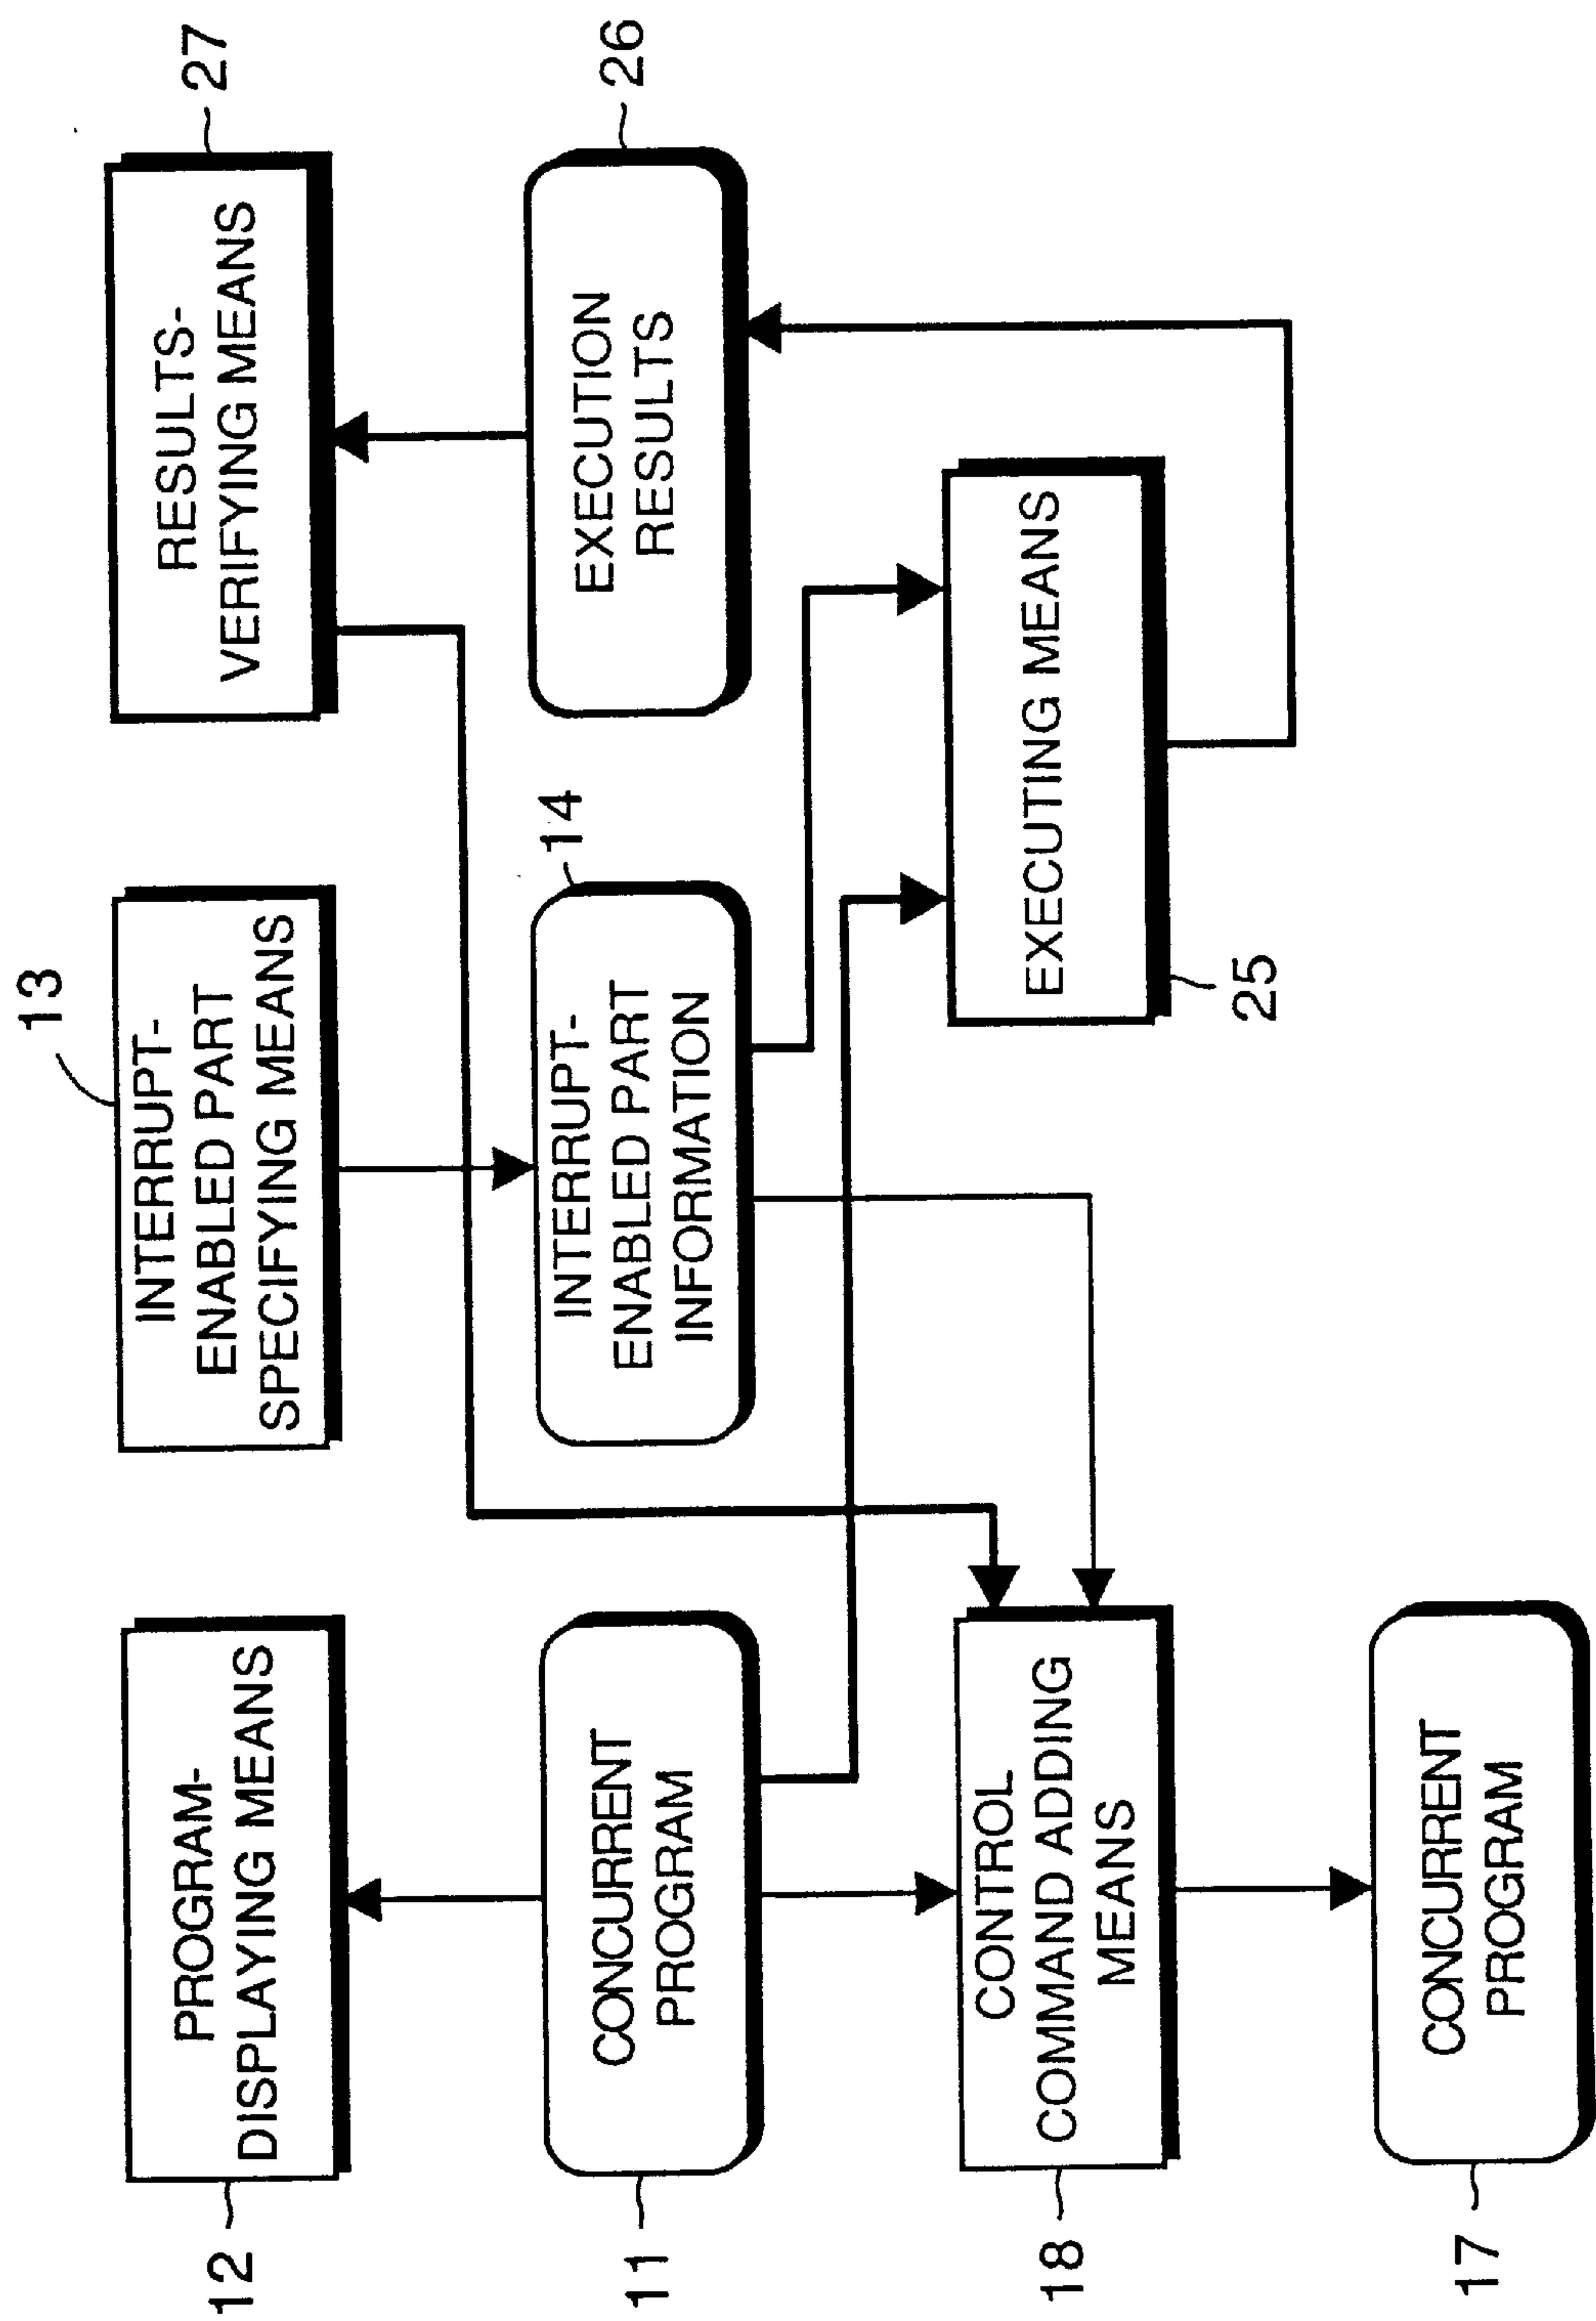 12
PROGRAM-
DISPLAYING MEANS
13
INTERRUPT-
ENABLED PART
SPECIFYING MEANS
27
RESULTS-
VERIFYING MEANS
11
CONCURRENT
PROGRAM
14
INTERRUPT-
ENABLED PART
INFORMATION
26
EXECUTION
RESULTS
18
CONTROL
COMMAND ADDING
MEANS
25
EXECUTING MEANS
17
CONCURRENT
PROGRAM